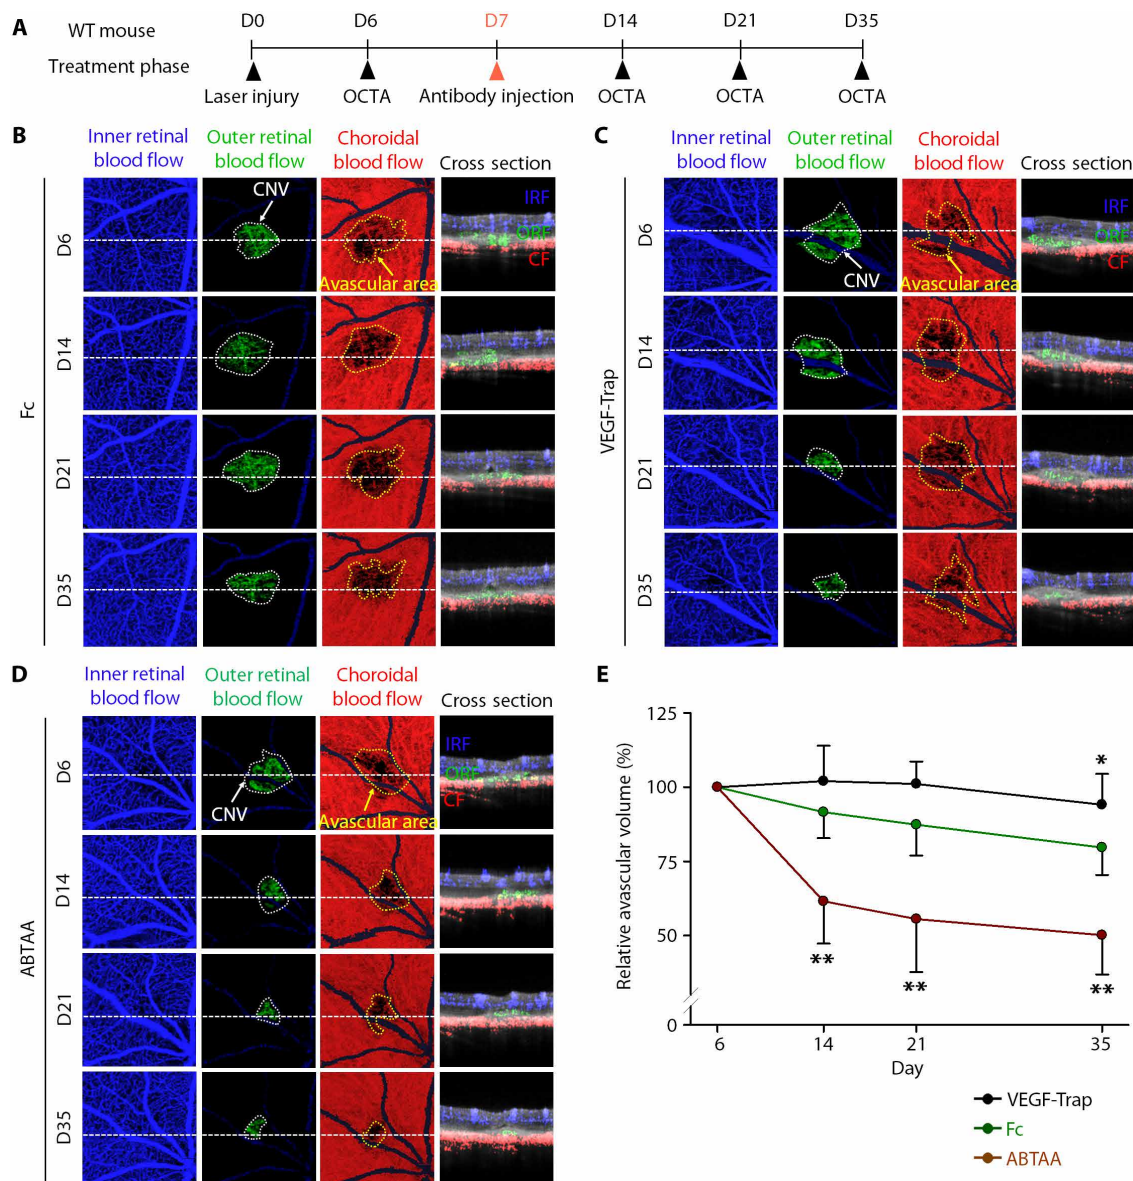 A
WT mouse
D0
D6
D7
D14
D21
D35
Treatment phase
Laser injury
OCTA
Antibody injection
OCTA
OCTA
OCTA
B
Inner retinal
blood flow
Outer retinal
blood flow
Choroidal
blood flow
Cross section
Fc
D6
CNV
Avascular area
IRF
ORF
CF
D14
D21
D35
C
Inner retinal
blood flow
Outer retinal
blood flow
Choroidal
blood flow
Cross section
VEGF-Trap
D6
CNV
Avascular area
IRF
ORF
CF
D14
D21
D35
D
Inner retinal
blood flow
Outer retinal
blood flow
Choroidal
blood flow
Cross section
ABTAA
D6
CNV
Avascular area
IRF
ORF
CF
D14
D21
D35
E
Relative avascular volume (%)
125
100
75
50
0
*
**
**
**
6
14
21
35
Day
VEGF-Trap
Fc
ABTAA